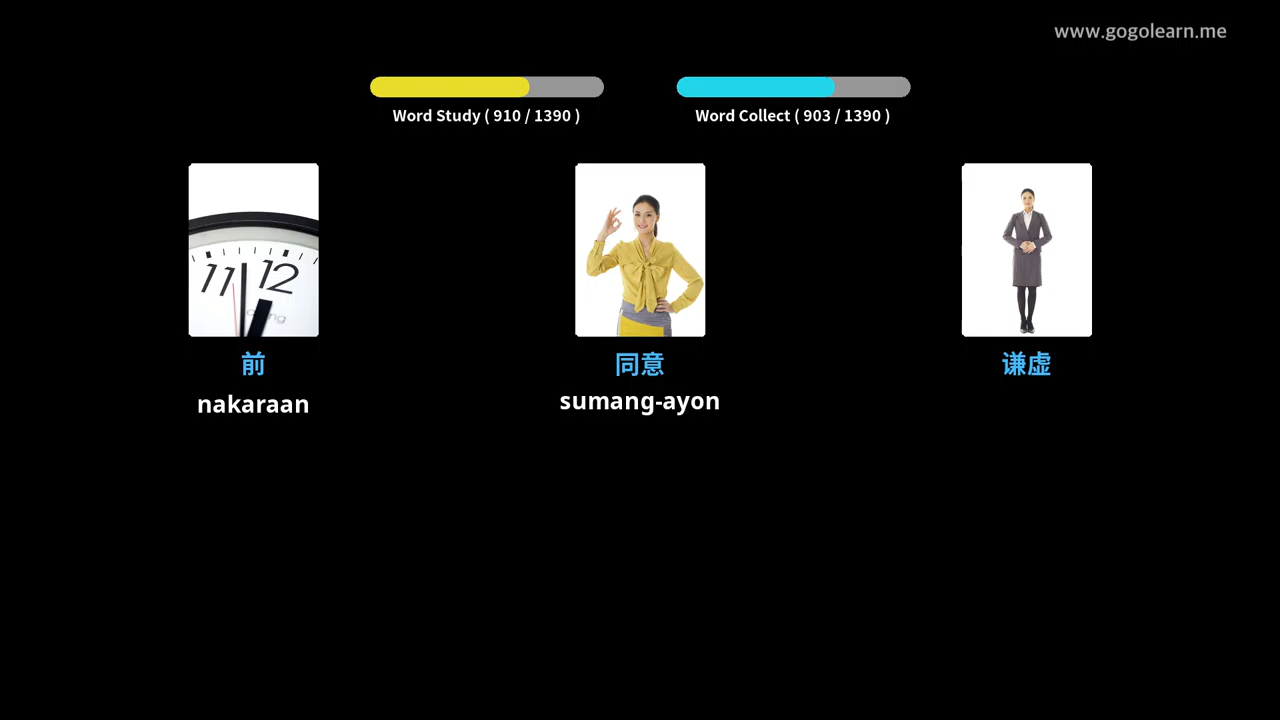 www.gogolearn.me
Word Study ( 910 / 1390 )
Word Collect ( 903 / 1390 )
11 12
前
同意
谦虚
nakaraan
sumang-ayon